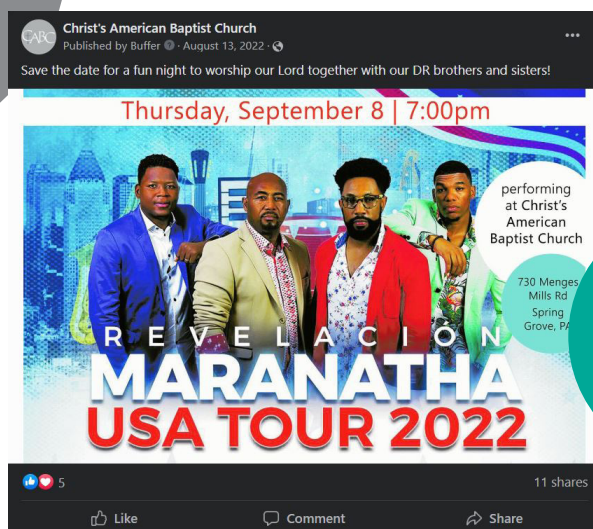 CABC
Christ's American Baptist Church
Published by Buffer · August 13, 2022 ·
Save the date for a fun night to worship our Lord together with our DR brothers and sisters!
Thursday, September 8 | 7:00pm
performing
at Christ's
American
Baptist Church
730 Menges
Mills Rd
Spring
Grove, PA
REVELACIÓN
MARANATHA
USA TOUR 2022
5
11 shares
Like
Comment
Share